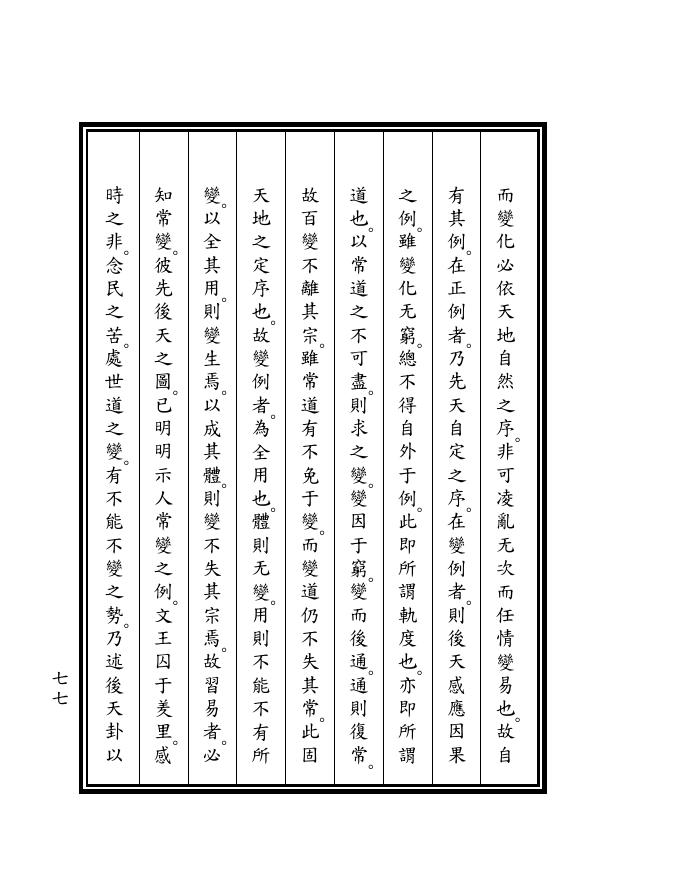 而變化必依天地自然之序。非可凌亂无次而任情變易也。故自
有其例。在正例者。乃先天自定之序。在變例者。則後天感應因果
之例。雖變化无窮。總不得自外于例。此即所謂軌度也。亦即所謂
道也。以常道之不可盡。則求之變。變因于窮。變而後通。通則復常。
故百變不離其宗。雖常道有不免于變。而變道仍不失其常。此固
天地之定序也。故變例者。為全用也。體則无變。用則不能不有所
變。以全其用。則變生焉。以成其體。則變不失其宗焉。故習易者。必
知常變。彼先後天之圖。已明明示人常變之例。文王囚于羑里。感
時之非。念民之苦。處世道之變。有不能不變之勢。乃述後天卦以
七七